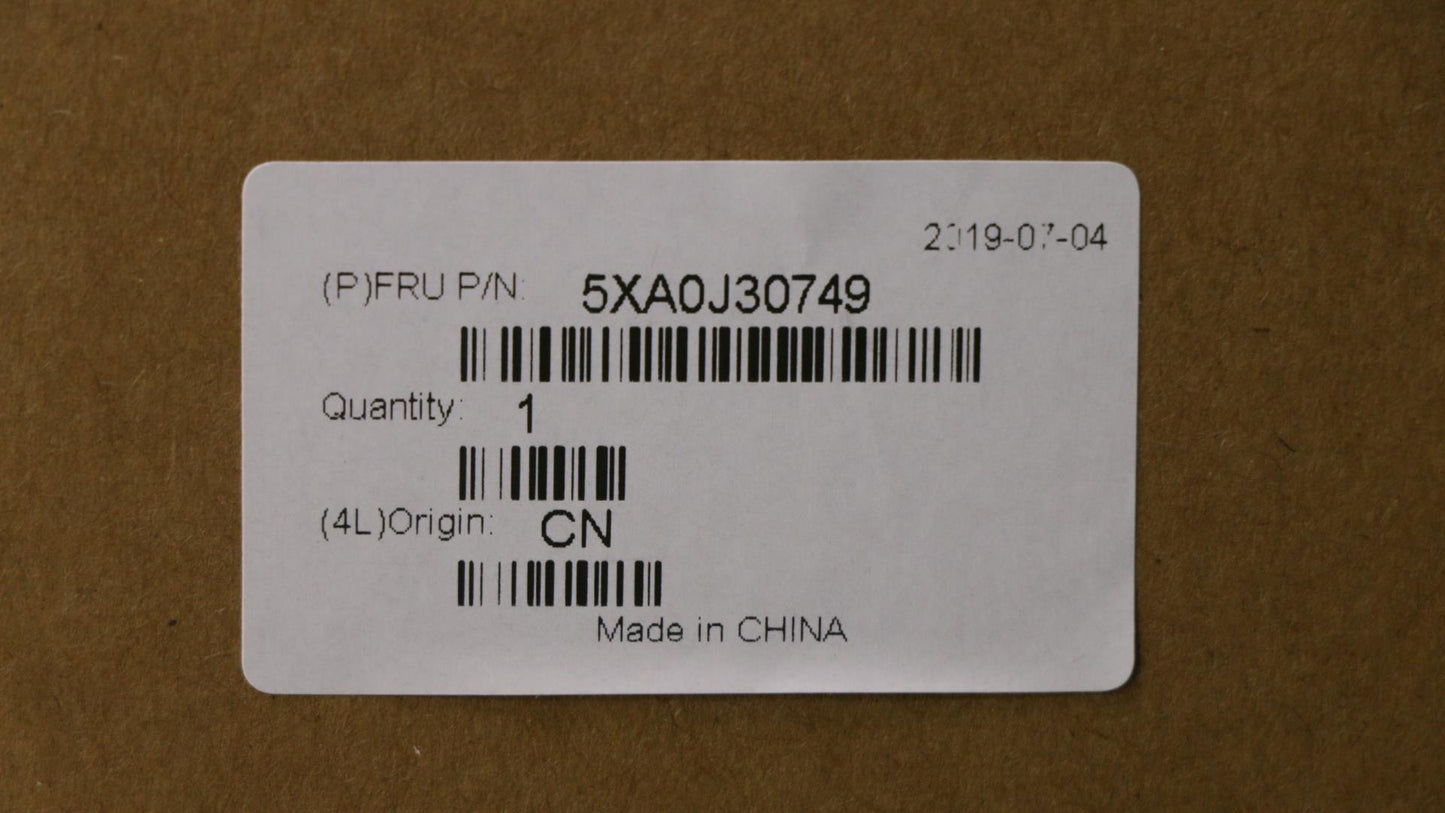 2019-07-04
(P)FRU P/N: 5XA0J30749
Quantity: 1
(4L)Origin: CN
Made in CHINA